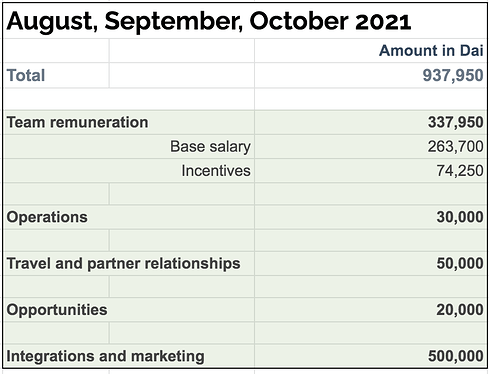 August, September, October 2021
Amount in Dai
Total 937,950
Team remuneration 337,950
Base salary 263,700
Incentives 74,250
Operations 30,000
Travel and partner relationships 50,000
Opportunities 20,000
Integrations and marketing 500,000